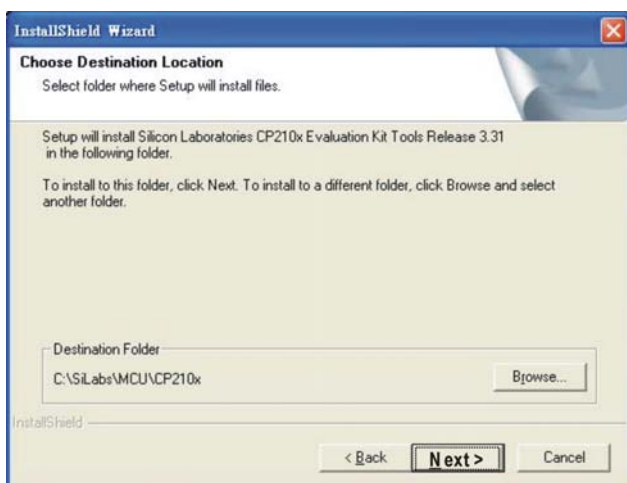 InstallShield Wizard
Choose Destination Location
Select folder where Setup will install files.
Setup will install Silicon Laboratories CP210x Evaluation Kit Tools Release 3.31
in the following folder.
To install to this folder, click Next. To install to a different folder, click Browse and select
another folder.
Destination Folder
C:\SiLabs\MCU\CP210x
Browse...
InstallShield
< Back
Next >
Cancel